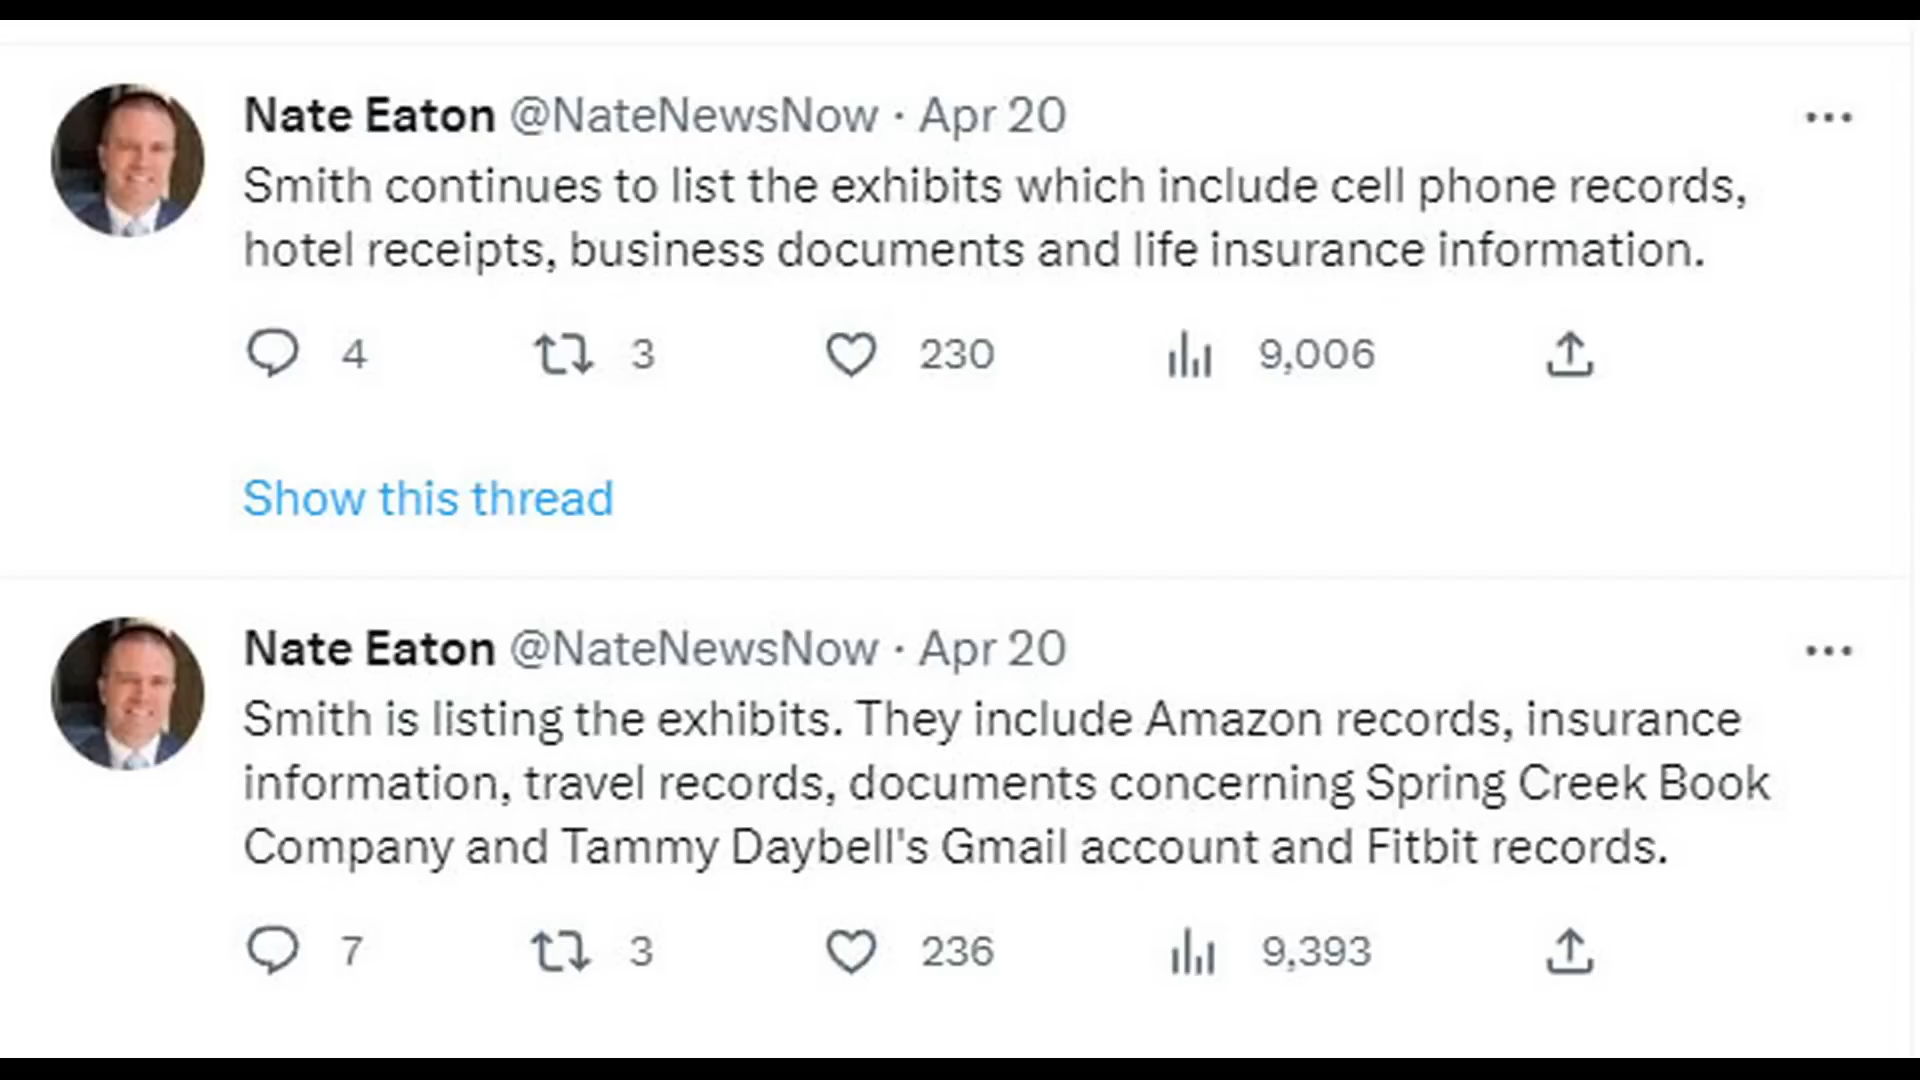 Nate Eaton @NateNewsNow · Apr 20
Smith continues to list the exhibits which include cell phone records,
hotel receipts, business documents and life insurance information.
4 3 230 9,006
Show this thread
Nate Eaton @NateNewsNow · Apr 20
Smith is listing the exhibits. They include Amazon records, insurance
information, travel records, documents concerning Spring Creek Book
Company and Tammy Daybell's Gmail account and Fitbit records.
7 3 236 9,393